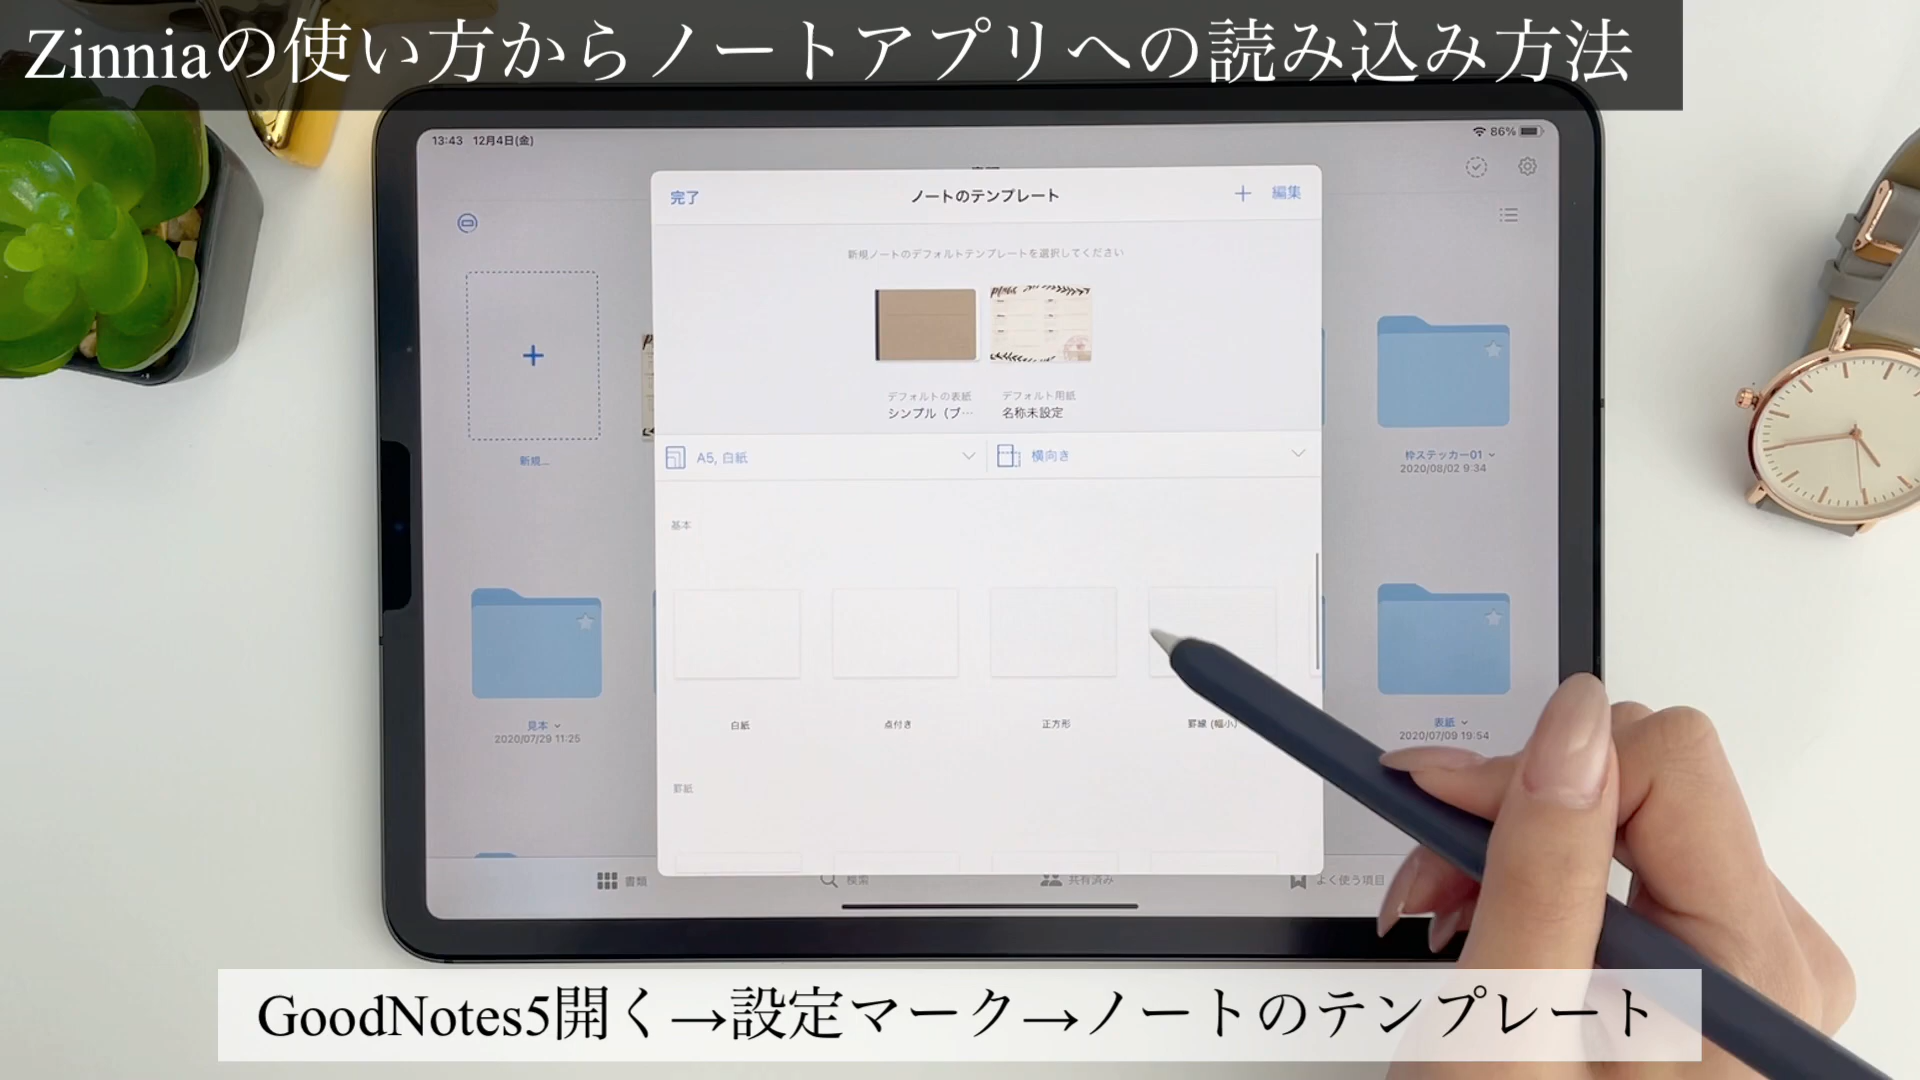 Zinniaの使い方からノートアプリへの読み込み方法
13:43 12月4日(金)
86%
完了
ノートのテンプレート
編集
新規ノートのデフォルトテンプレートを選択してください
デフォルトの表紙
シンプル（ブ…
デフォルト用紙
名称未設定
A5, 白紙
横向き
新規...
枠ステッカー01
2020/08/02 9:34
基本
白紙
点付き
正方形
罫線 (幅小)
見本
2020/07/29 11:25
表紙
2020/07/09 19:54
罫紙
書類
検索
共有済み
よく使う項目
GoodNotes5開く→設定マーク→ノートのテンプレート